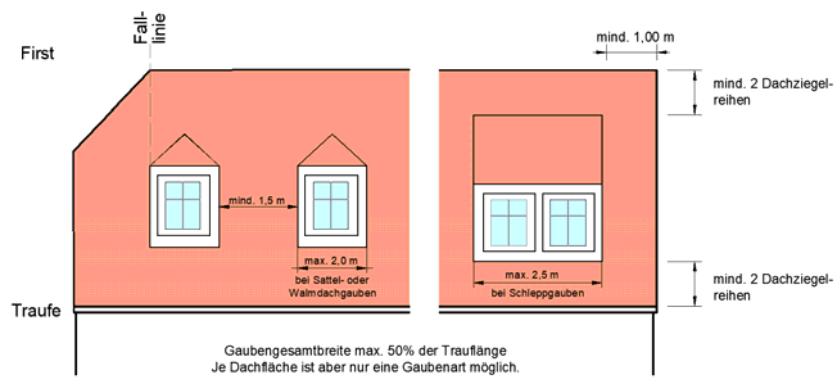 Fall-
linie
mind. 1,00 m
First
mind. 2 Dachziegel-
reihen
mind. 1,5 m
max. 2,0 m
bei Sattel- oder
Walmdachgauben
max. 2,5 m
bei Schleppgauben
mind. 2 Dachziegel-
reihen
Traufe
Gaubengesamtbreite max. 50% der Trauflänge
Je Dachfläche ist aber nur eine Gaubenart möglich.